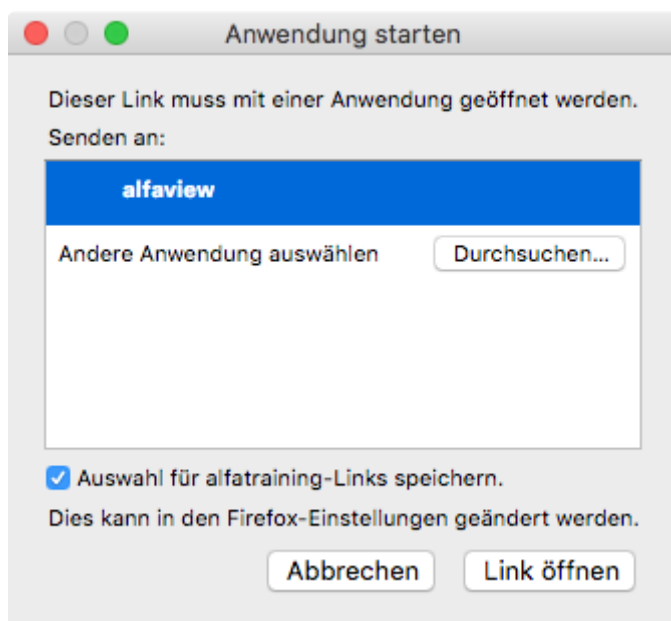 Anwendung starten
Dieser Link muss mit einer Anwendung geöffnet werden.
Senden an:
alfaview
Andere Anwendung auswählen Durchsuchen...
Auswahl für alfatraining-Links speichern.
Dies kann in den Firefox-Einstellungen geändert werden.
Abbrechen Link öffnen